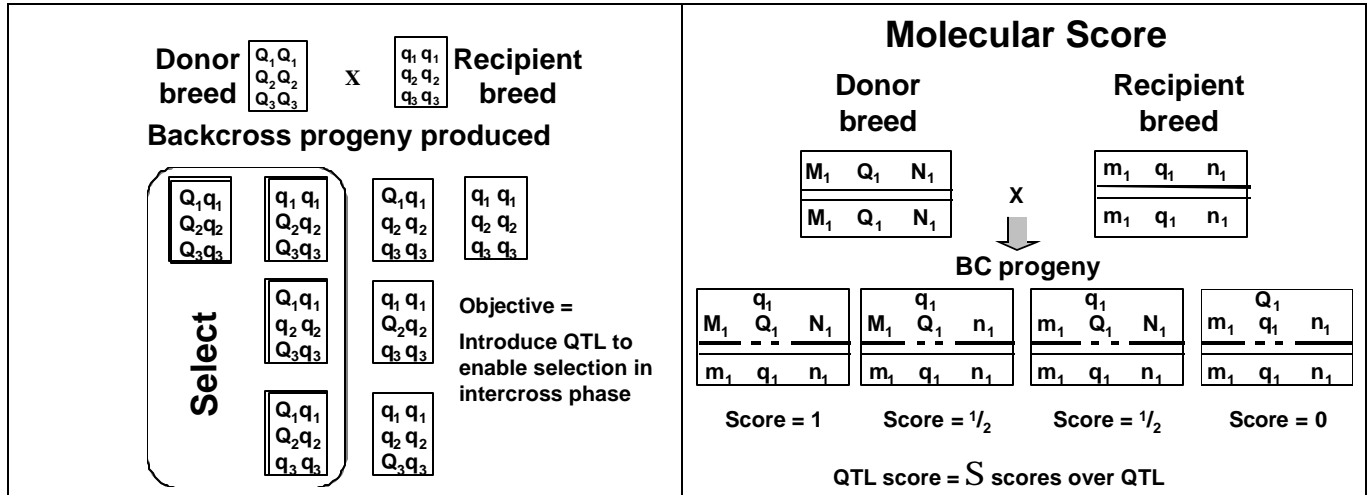 Donor breed
Q₁Q₁
Q₂Q₂
Q₃Q₃
X
q₁ q₁
q₂ q₂
q₃ q₃
Recipient breed
Backcross progeny produced
Q₁q₁
Q₂q₂
Q₃q₃
q₁ q₁
Q₂q₂
Q₃q₃
Q₁q₁
q₂ q₂
q₃ q₃
q₁ q₁
q₂ q₂
q₃ q₃
Select
Q₁q₁
q₂ q₂
Q₃q₃
q₁ q₁
Q₂q₂
q₃ q₃
Objective =
Introduce QTL to
enable selection in
intercross phase
Q₁q₁
Q₂q₂
q₃ q₃
q₁ q₁
q₂ q₂
Q₃q₃
Molecular Score
Donor
breed
Recipient
breed
M₁ Q₁ N₁
M₁ Q₁ N₁
X
m₁ q₁ n₁
m₁ q₁ n₁
BC progeny
q₁
M₁ Q₁ N₁
m₁ q₁ n₁
Score = 1
q₁
M₁ Q₁ n₁
m₁ q₁ n₁
Score = ¹/₂
q₁
m₁ Q₁ N₁
m₁ q₁ n₁
Score = ¹/₂
Q₁
m₁ q₁ n₁
m₁ q₁ n₁
Score = 0
QTL score = S scores over QTL